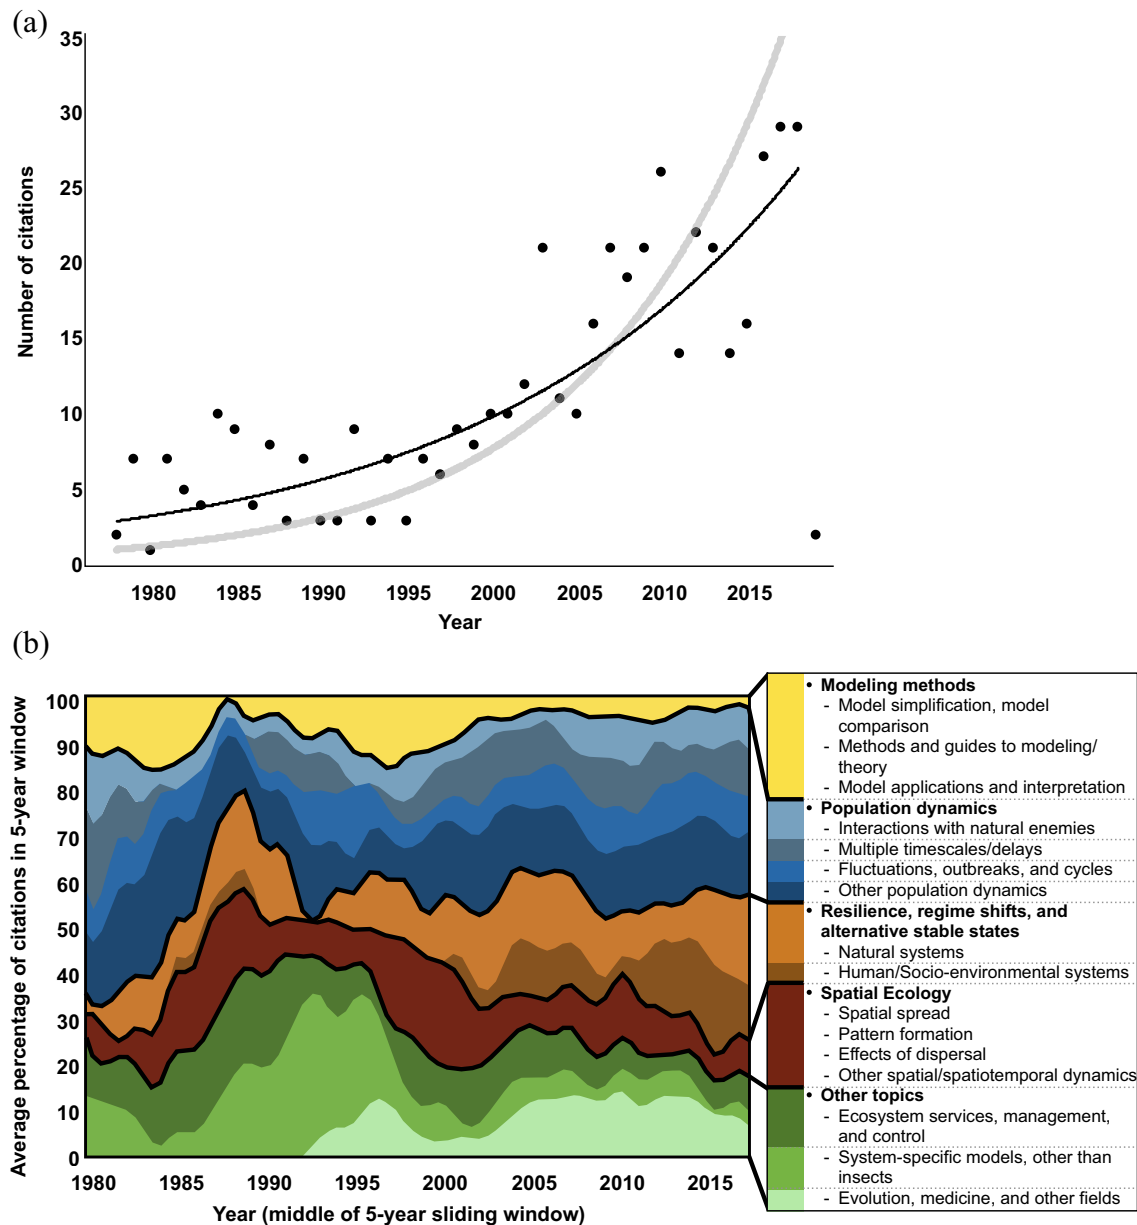 (a)
35
30
25
20
15
10
5
0
Number of citations
1980 1985 1990 1995 2000 2005 2010 2015
Year
(b)
100
90
80
70
60
50
40
30
20
10
0
Average percentage of citations in 5-year window
1980 1985 1990 1995 2000 2005 2010 2015
Year (middle of 5-year sliding window)
• Modeling methods
- Model simplification, model
comparison
- Methods and guides to modeling/
theory
- Model applications and interpretation
• Population dynamics
- Interactions with natural enemies
- Multiple timescales/delays
- Fluctuations, outbreaks, and cycles
- Other population dynamics
• Resilience, regime shifts, and
alternative stable states
- Natural systems
- Human/Socio-environmental systems
• Spatial Ecology
- Spatial spread
- Pattern formation
- Effects of dispersal
- Other spatial/spatiotemporal dynamics
• Other topics
- Ecosystem services, management,
and control
- System-specific models, other than
insects
- Evolution, medicine, and other fields